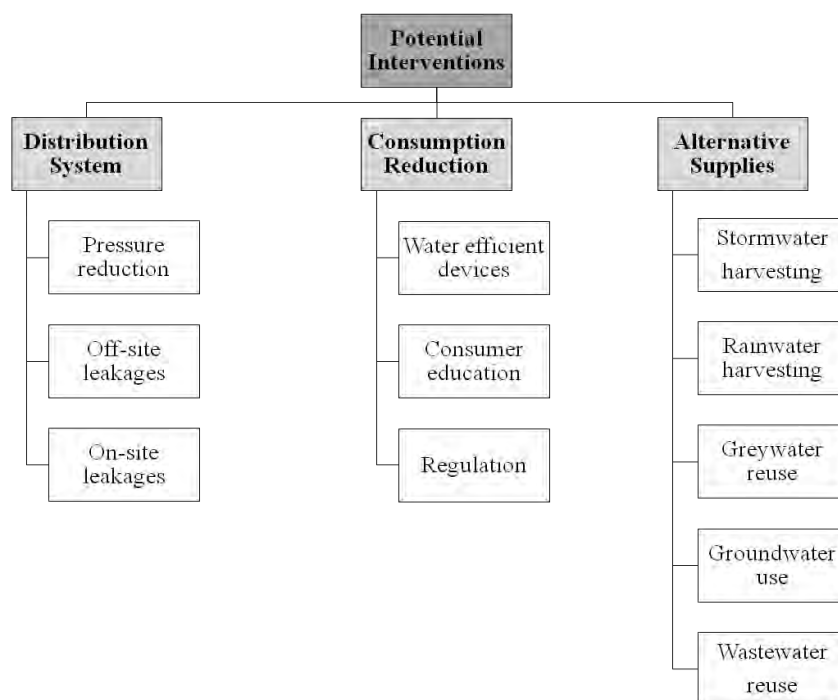 Potential
Interventions
Distribution
System
Consumption
Reduction
Alternative
Supplies
Pressure
reduction
Off-site
leakages
On-site
leakages
Water efficient
devices
Consumer
education
Regulation
Stormwater
harvesting
Rainwater
harvesting
Greywater
reuse
Groundwater
use
Wastewater
reuse